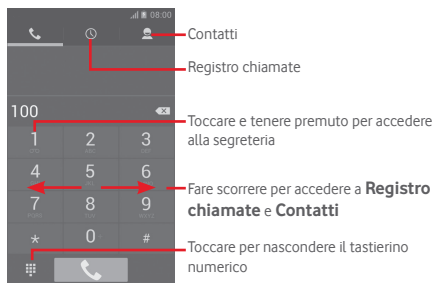 08:00
Contatti
Registro chiamate
100
Toccare e tenere premuto per accedere
alla segreteria
1 2 3
4 5 6
Fare scorrere per accedere a Registro
chiamate e Contatti
7 8 9
* 0 #
Toccare per nascondere il tastierino
numerico